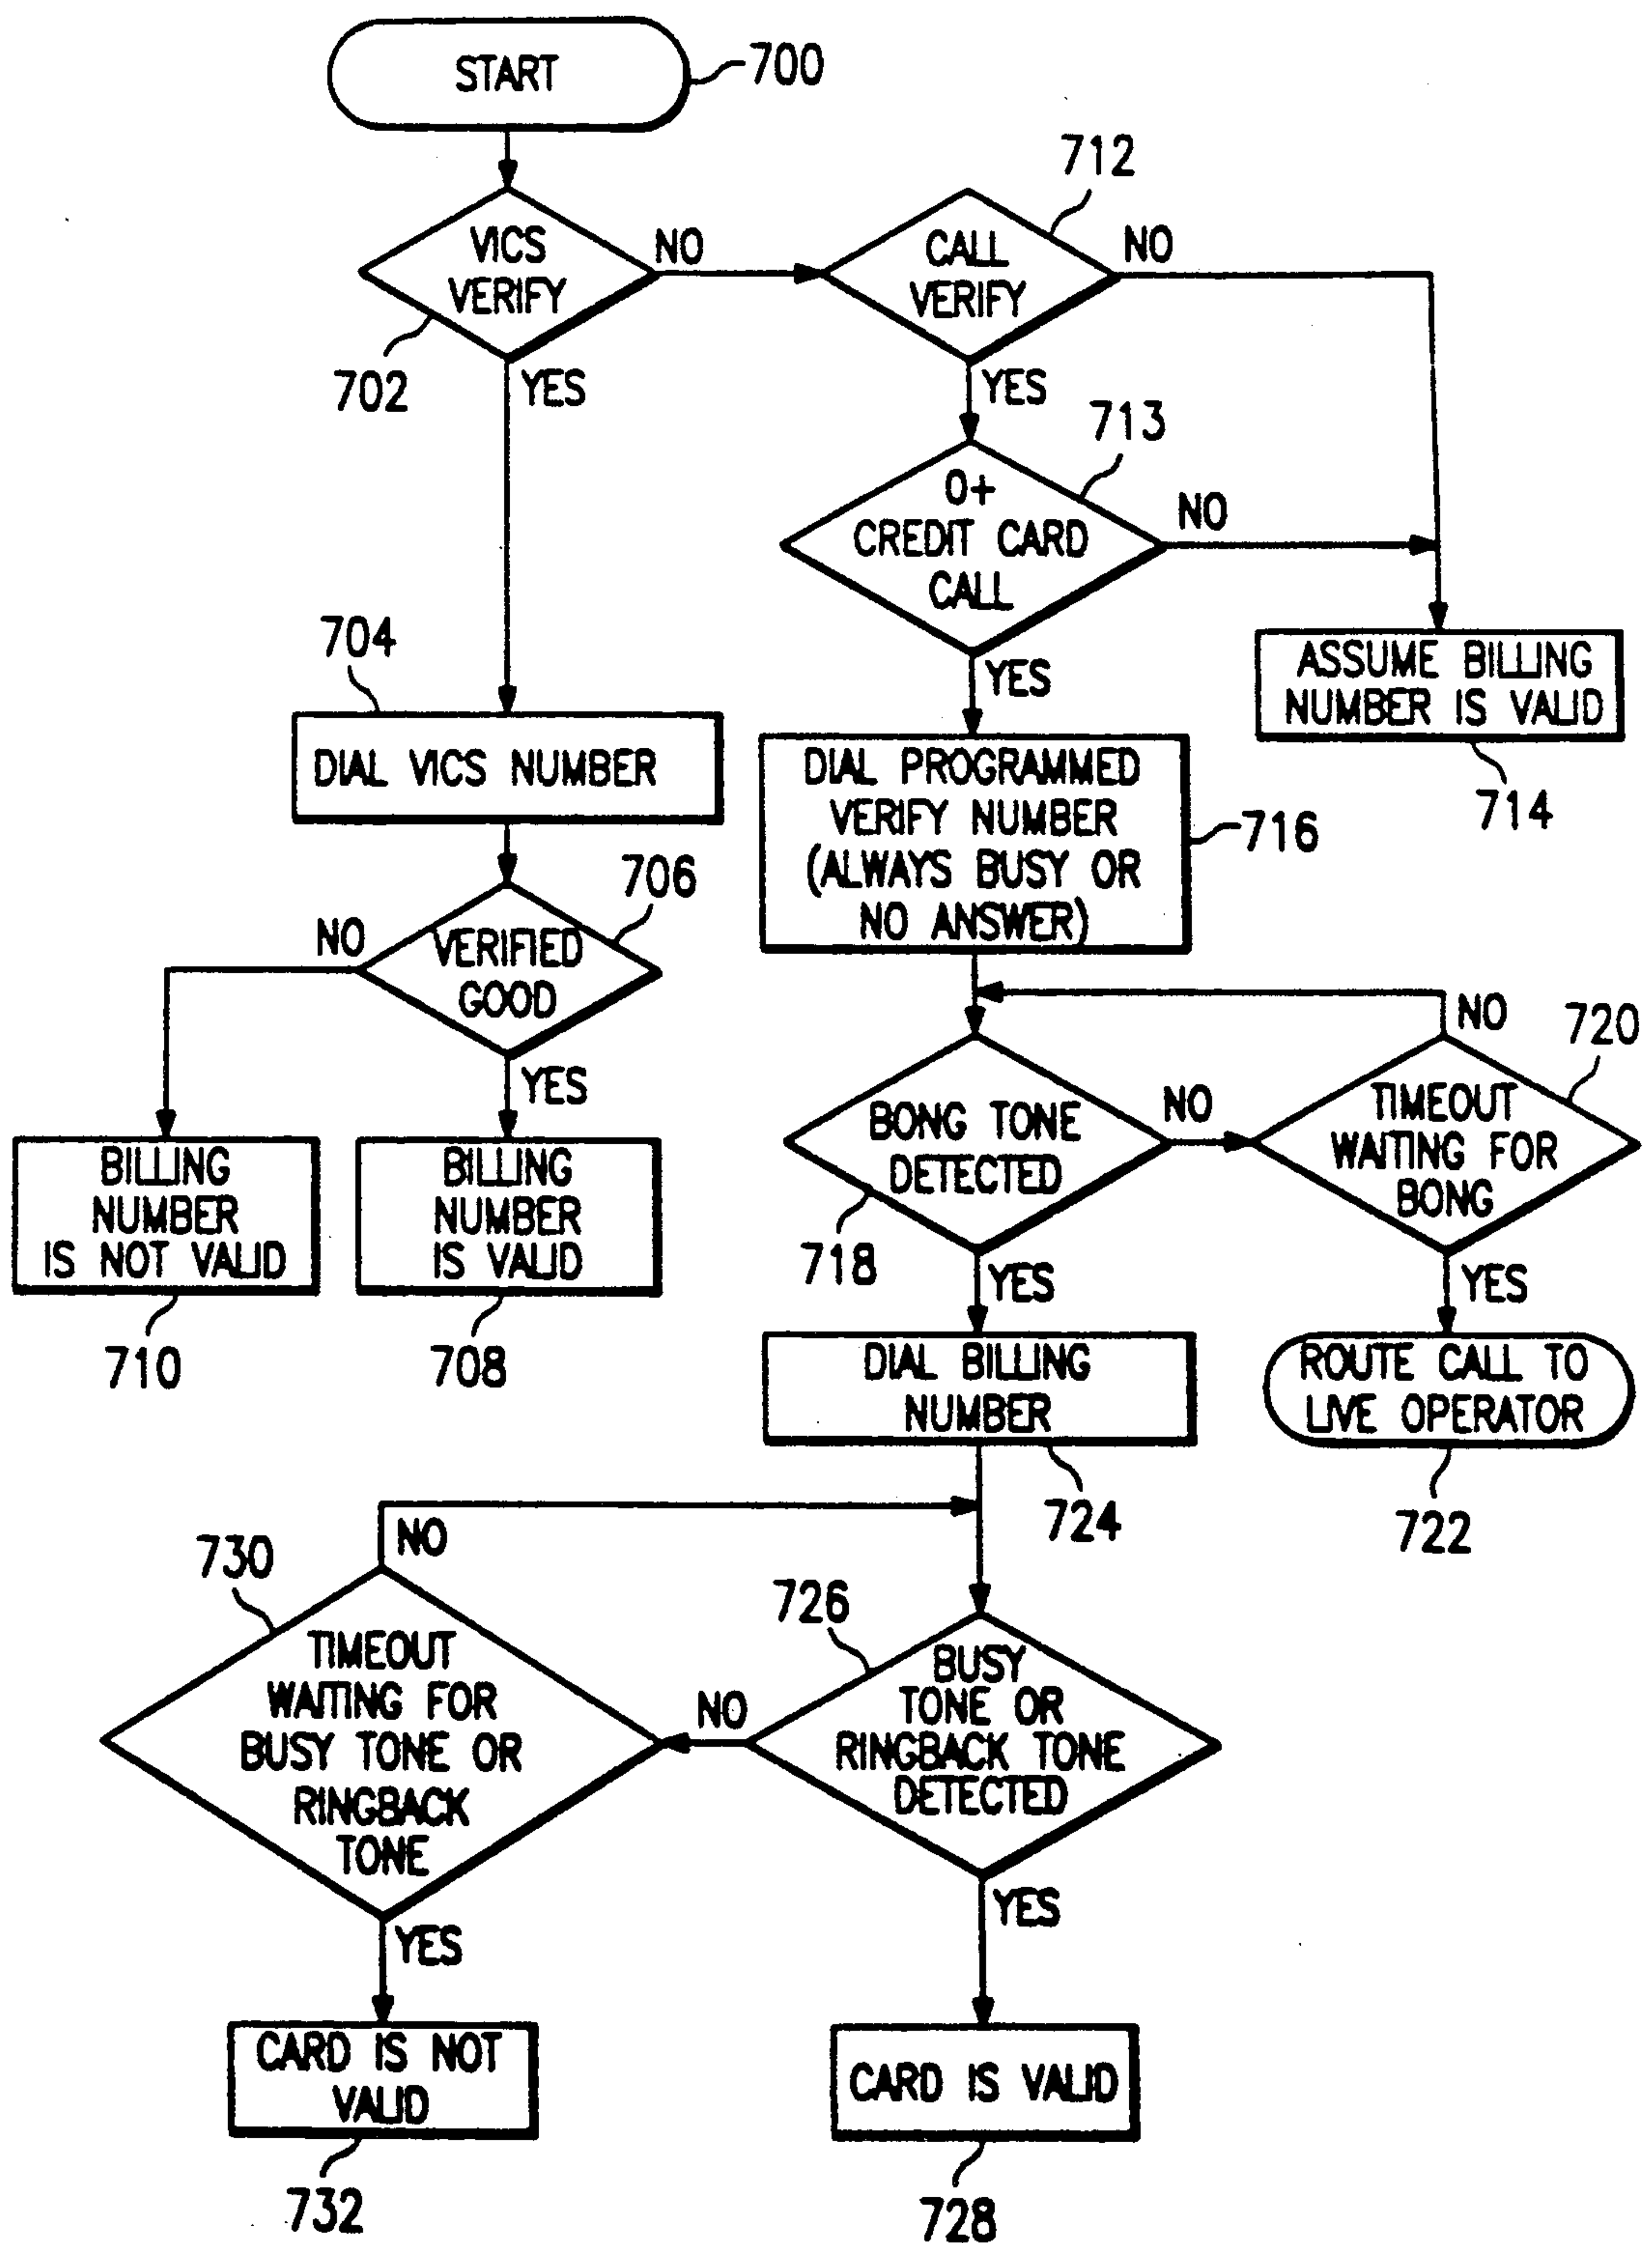 START
700
VICS
VERIFY
702
NO
YES
712
CALL
VERIFY
NO
YES
713
0+
CREDIT CARD
CALL
NO
YES
704
DIAL VICS NUMBER
ASSUME BILLING
NUMBER IS VALID
714
DIAL PROGRAMMED
VERIFY NUMBER
(ALWAYS BUSY OR
NO ANSWER)
716
706
VERIFIED
GOOD
NO
YES
BILLING
NUMBER
IS NOT VALID
710
BILLING
NUMBER
IS VALID
708
BONG TONE
DETECTED
718
NO
YES
720
TIMEOUT
WAITING FOR
BONG
NO
YES
DIAL BILLING
NUMBER
724
ROUTE CALL TO
LIVE OPERATOR
722
730
NO
TIMEOUT
WAITING FOR
BUSY TONE OR
RINGBACK
TONE
YES
726
BUSY
TONE OR
RINGBACK TONE
DETECTED
NO
YES
CARD IS NOT
VALID
732
CARD IS VALID
728